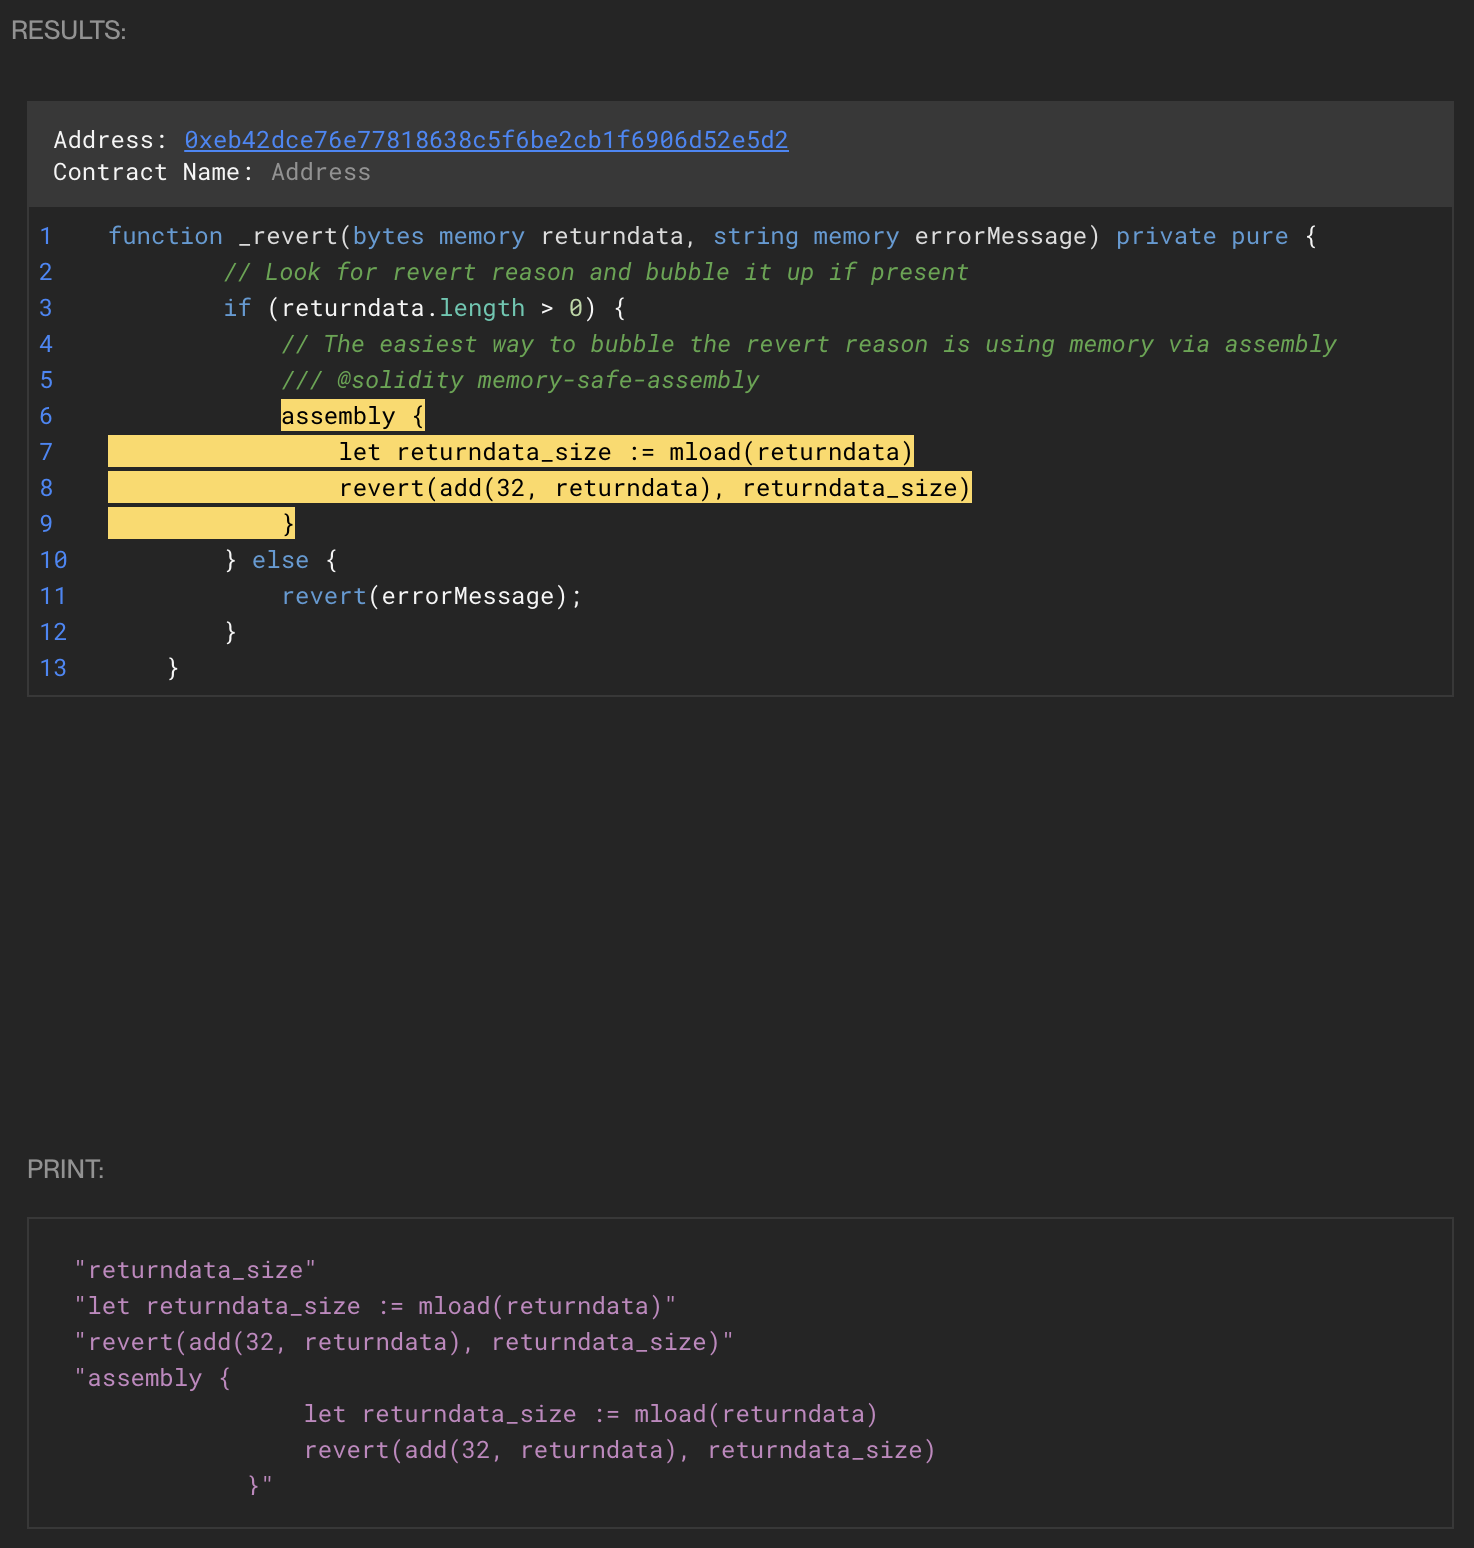 RESULTS:
Address: 0xeb42dce76e77818638c5f6be2cb1f6906d52e5d2
Contract Name: Address
1 function _revert(bytes memory returndata, string memory errorMessage) private pure {
2 // Look for revert reason and bubble it up if present
3 if (returndata.length > 0) {
4 // The easiest way to bubble the revert reason is using memory via assembly
5 /// @solidity memory-safe-assembly
6 assembly {
7 let returndata_size := mload(returndata)
8 revert(add(32, returndata), returndata_size)
9 }
10 } else {
11 revert(errorMessage);
12 }
13 }
PRINT:
"returndata_size"
"let returndata_size := mload(returndata)"
"revert(add(32, returndata), returndata_size)"
"assembly {
let returndata_size := mload(returndata)
revert(add(32, returndata), returndata_size)
}"